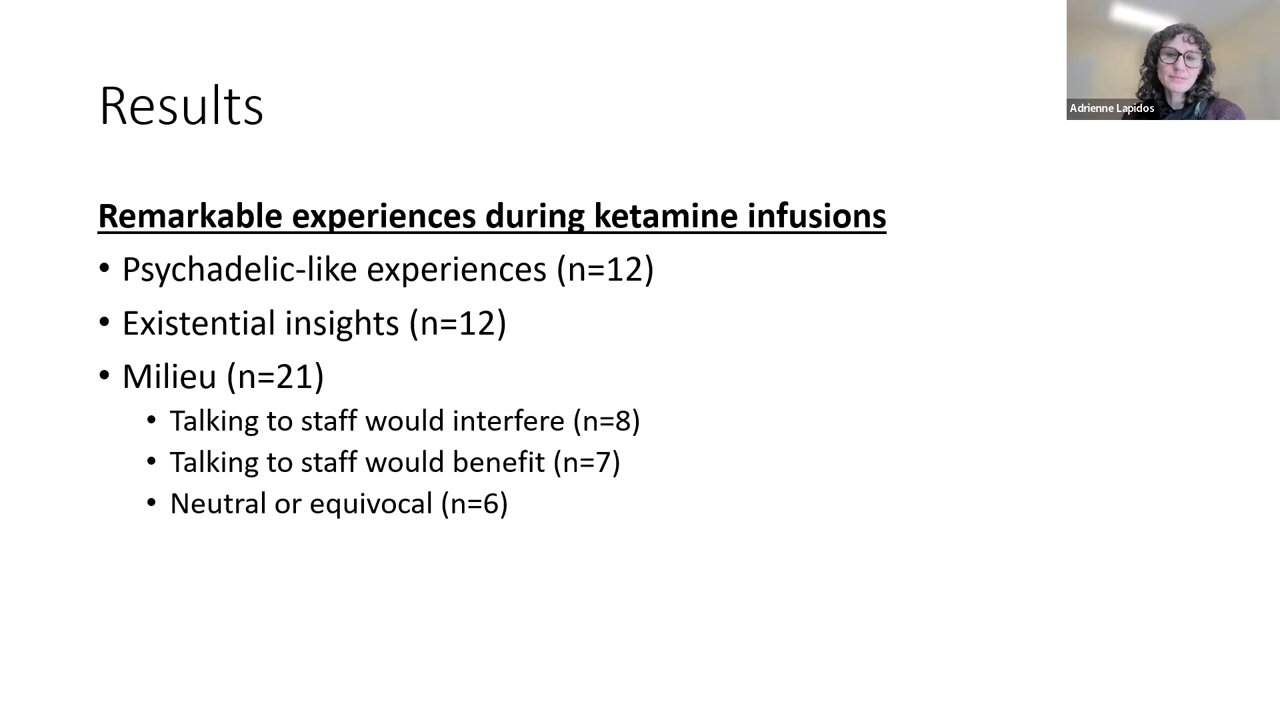 Results
Adrienne Lapidos
Remarkable experiences during ketamine infusions
• Psychadelic-like experiences (n=12)
• Existential insights (n=12)
• Milieu (n=21)
• Talking to staff would interfere (n=8)
• Talking to staff would benefit (n=7)
• Neutral or equivocal (n=6)